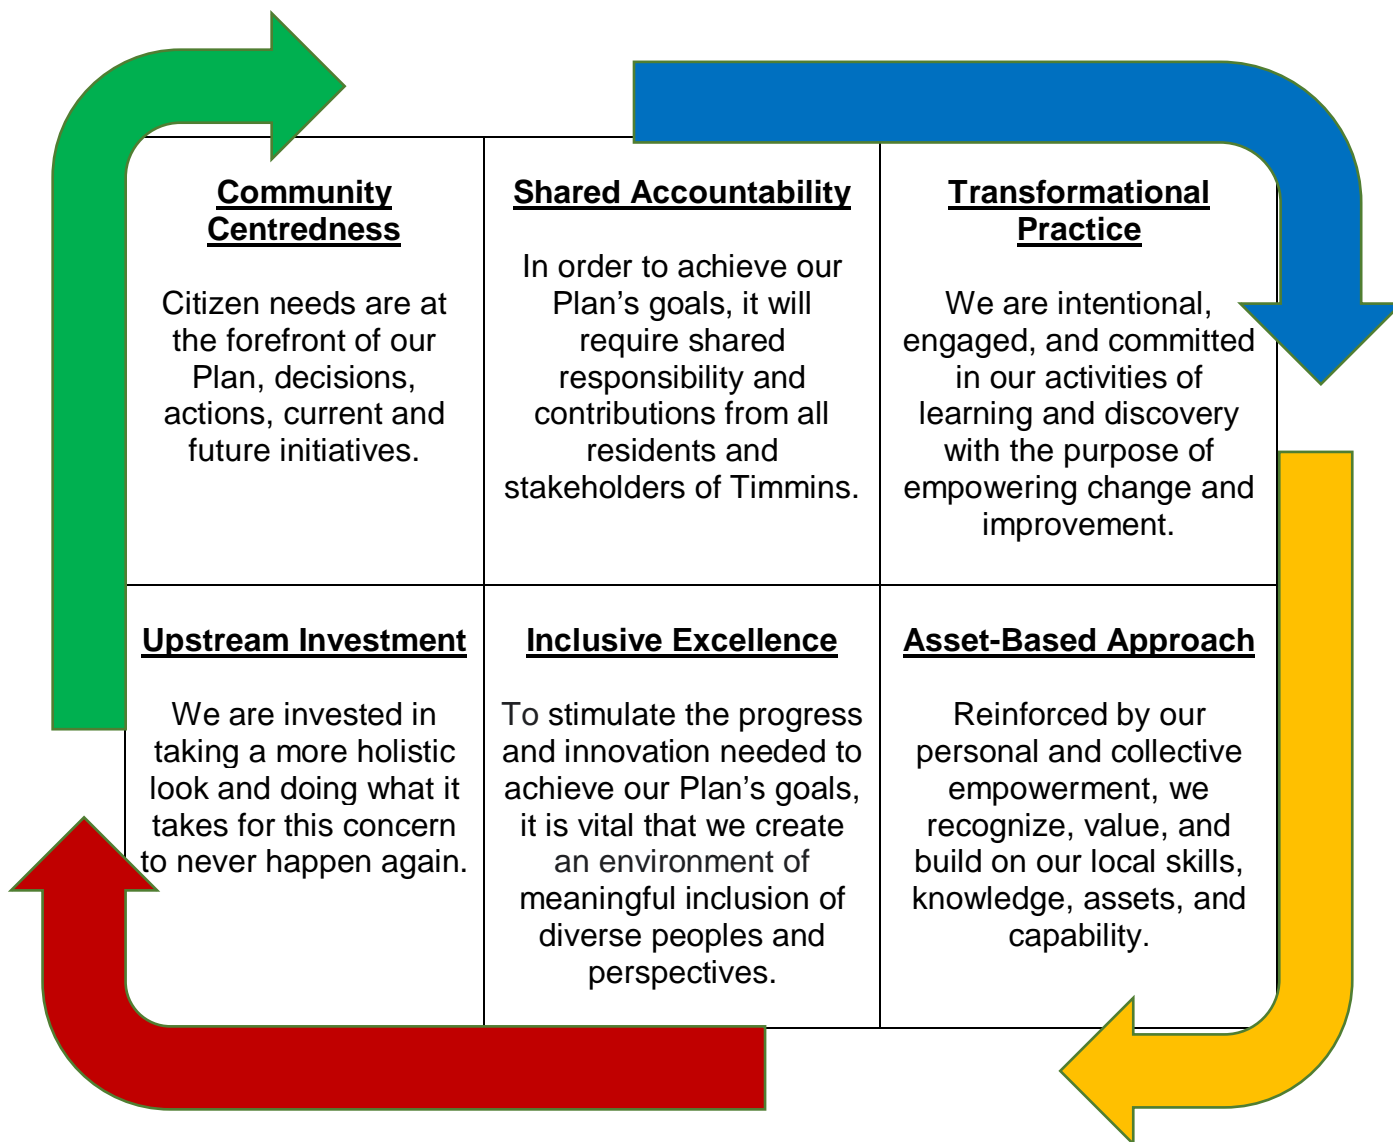 Community
Centredness
Citizen needs are at
the forefront of our
Plan, decisions,
actions, current and
future initiatives.
Shared Accountability
In order to achieve our
Plan’s goals, it will
require shared
responsibility and
contributions from all
residents and
stakeholders of Timmins.
Transformational
Practice
We are intentional,
engaged, and committed
in our activities of
learning and discovery
with the purpose of
empowering change and
improvement.
Upstream Investment
We are invested in
taking a more holistic
look and doing what it
takes for this concern
to never happen again.
Inclusive Excellence
To stimulate the progress
and innovation needed to
achieve our Plan’s goals,
it is vital that we create
an environment of
meaningful inclusion of
diverse peoples and
perspectives.
Asset-Based Approach
Reinforced by our
personal and collective
empowerment, we
recognize, value, and
build on our local skills,
knowledge, assets, and
capability.